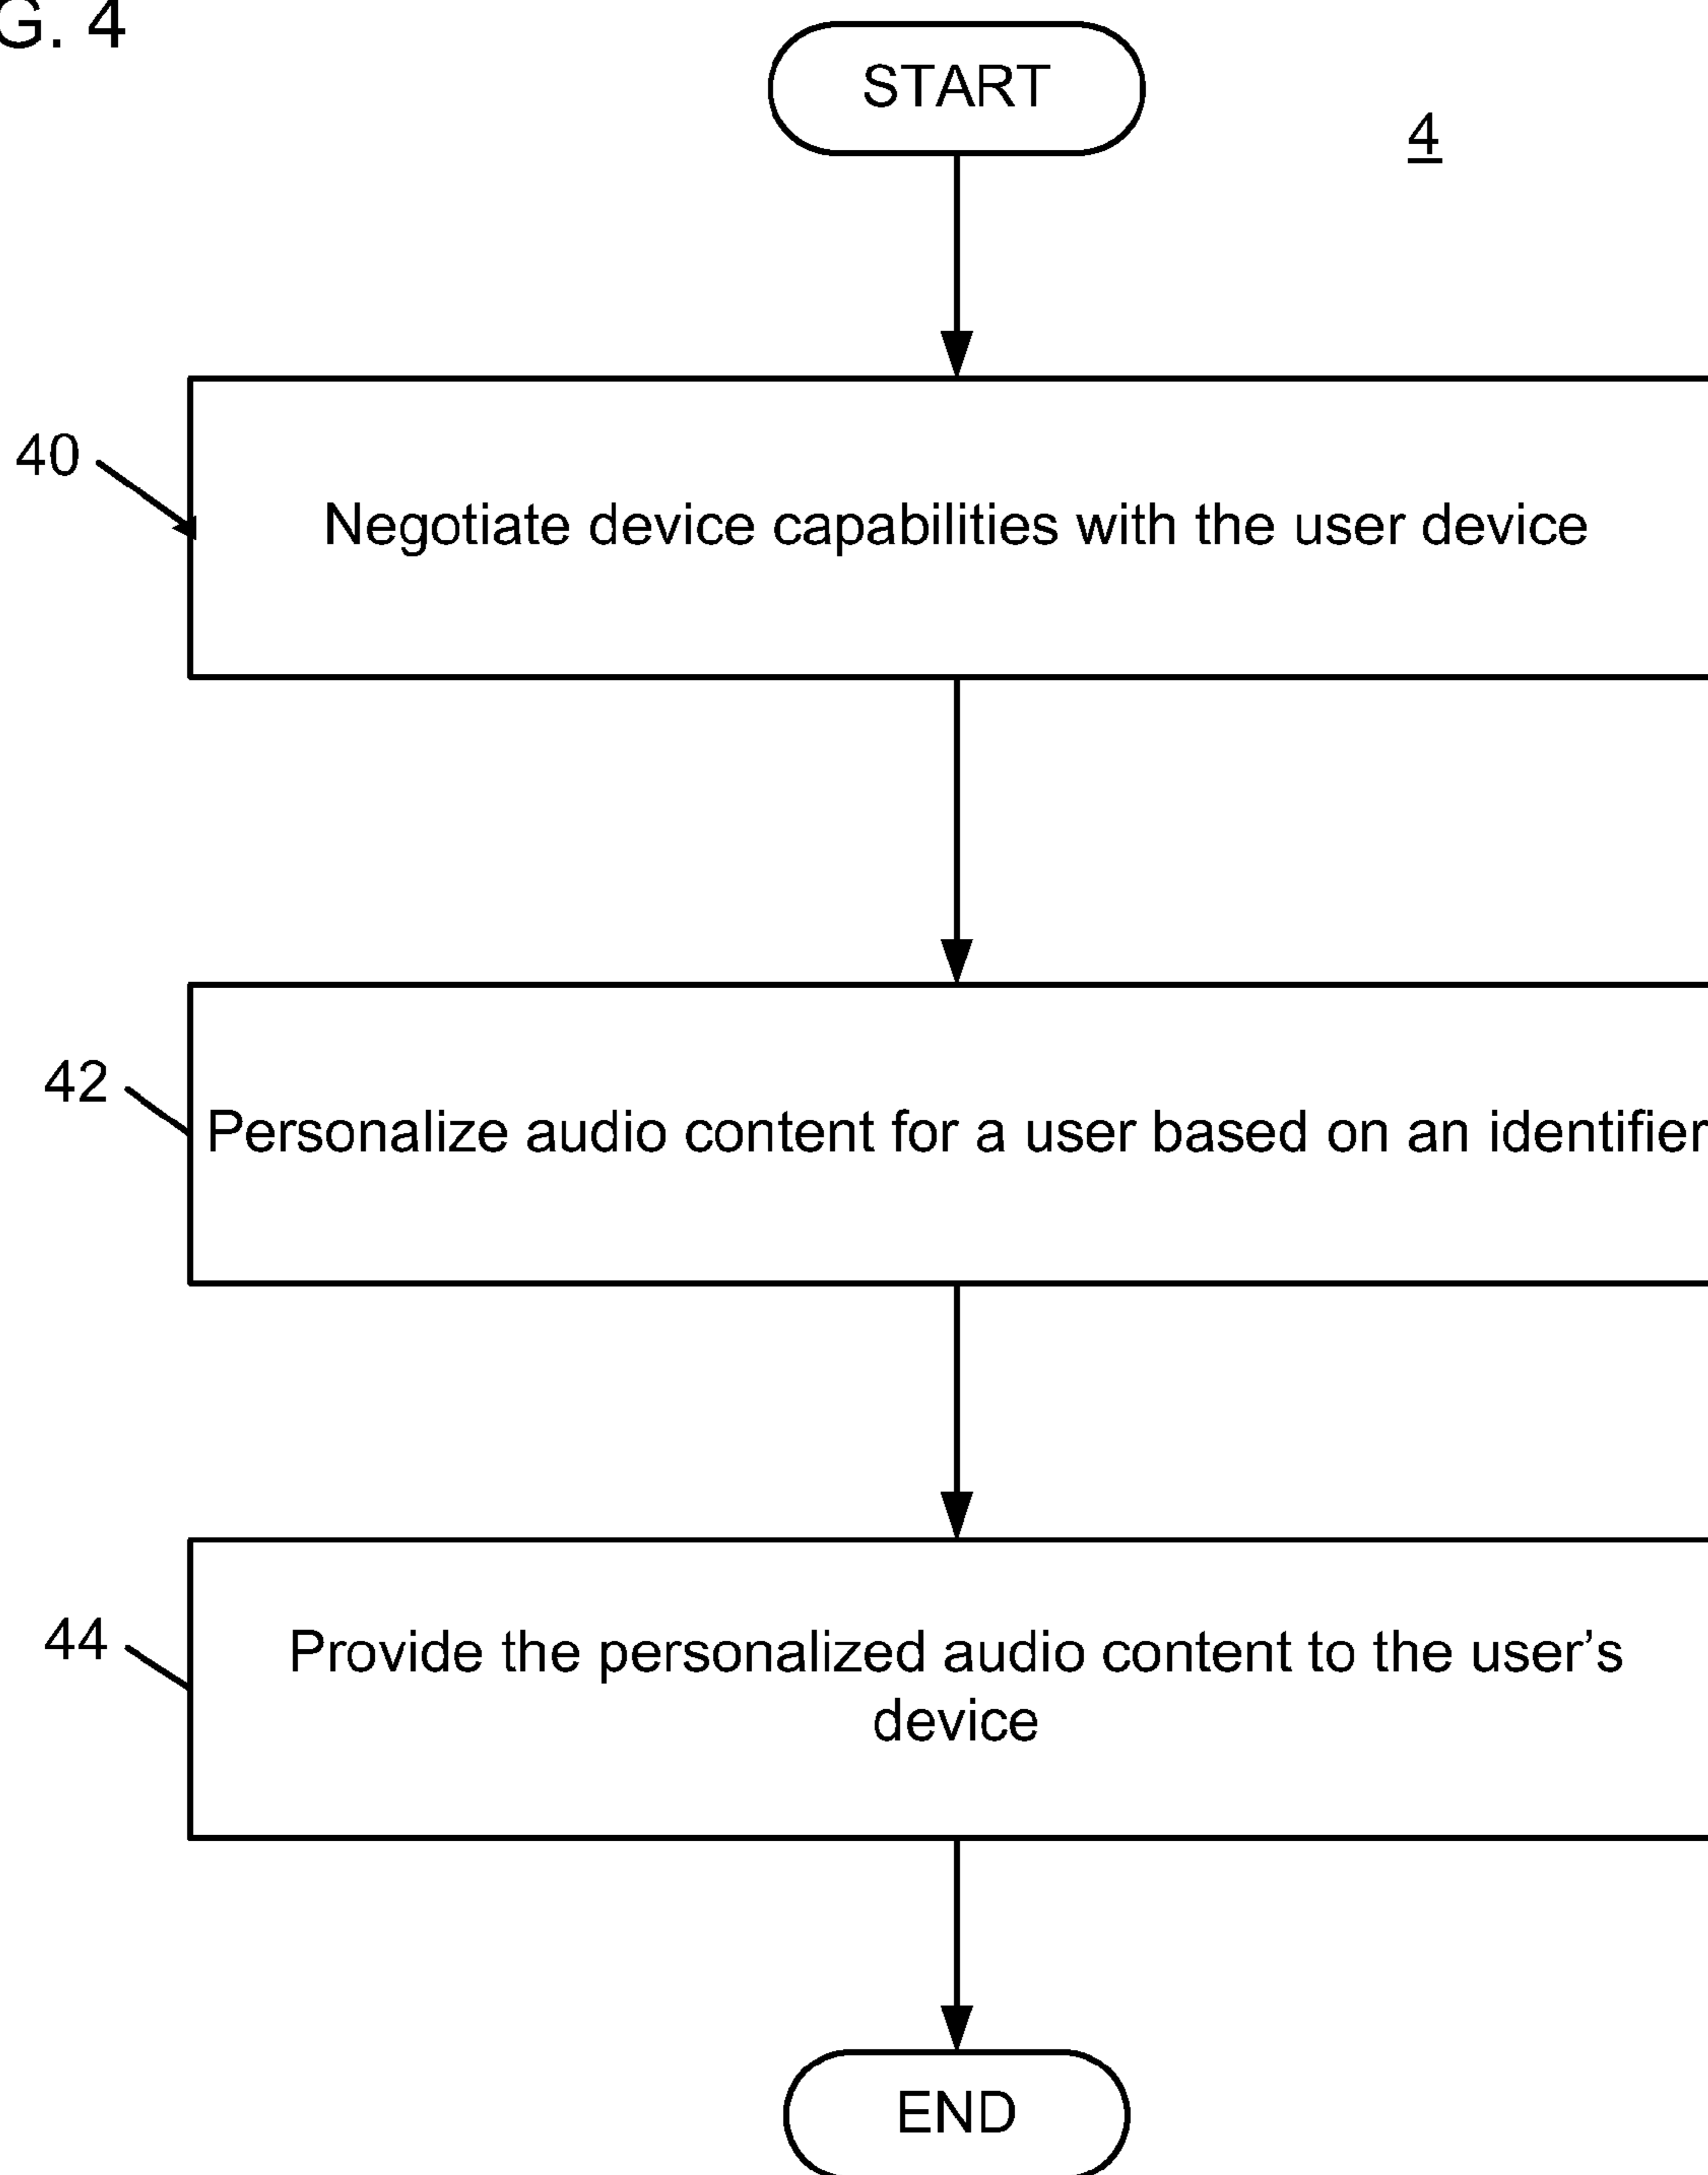 G. 4
START
4
40
Negotiate device capabilities with the user device
42
Personalize audio content for a user based on an identifier
44
Provide the personalized audio content to the user’s
device
END